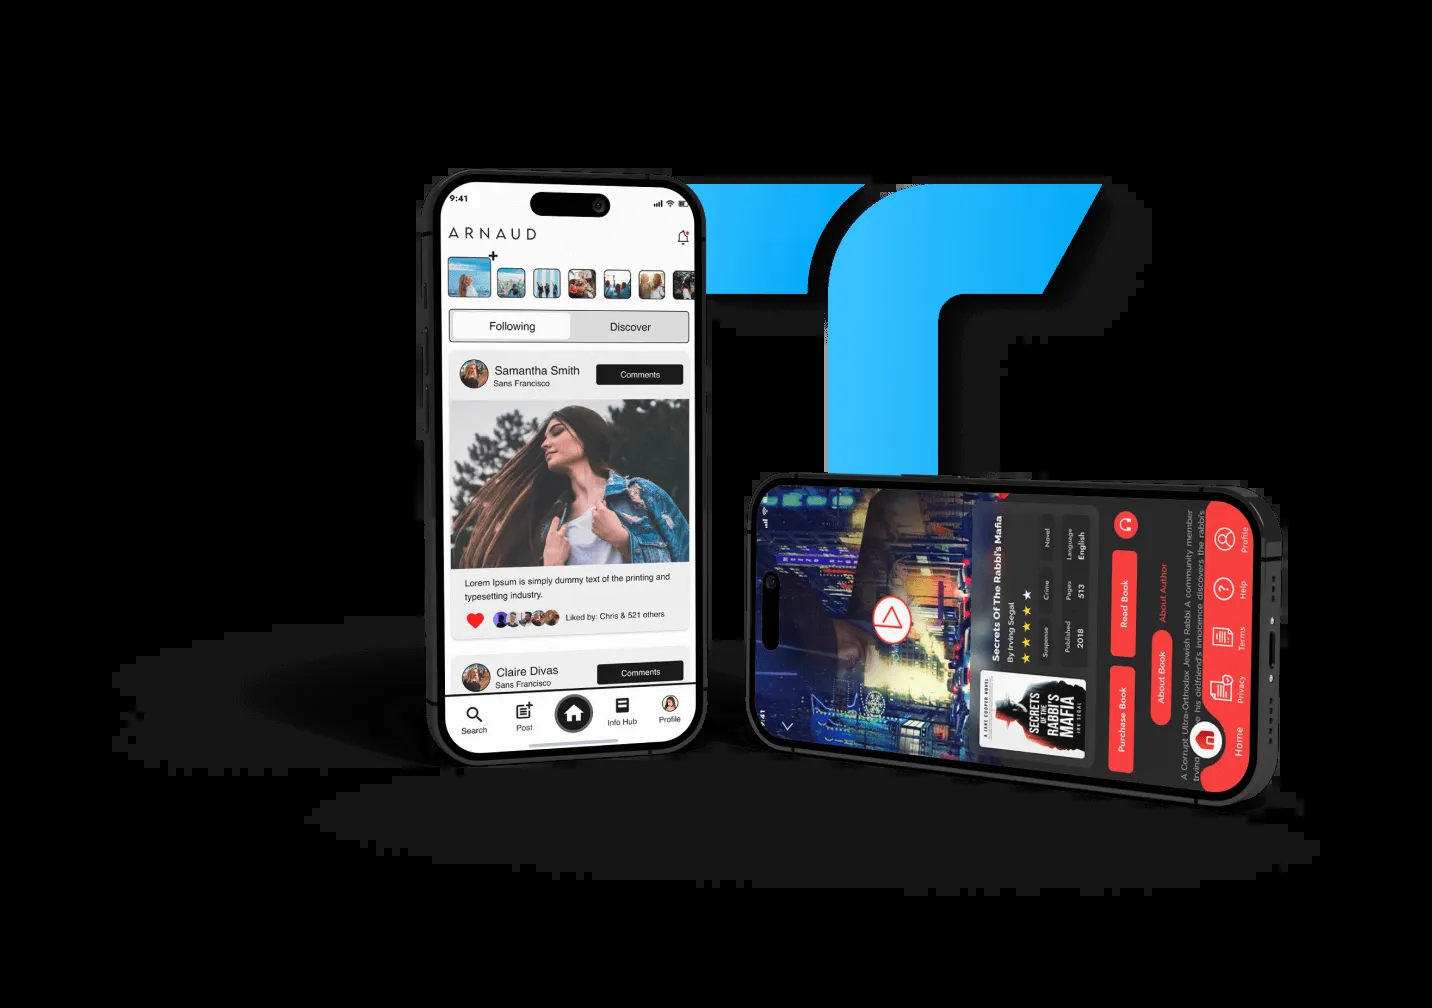 9:41
ARNAUD
Following
Discover
Samantha Smith
Sans Francisco
Comments
Lorem Ipsum is simply dummy text of the printing and
typesetting industry.
Liked by: Chris & 521 others
Claire Divas
Sans Francisco
Comments
Search
Post
Info Hub
Profile
Secrets Of The Rabbi's Mafia
By Irving Segal
Suspense
Crime
Novel
Published
2018
Pages
513
Language
English
A JAKE COOPER NOVEL
SECRETS
OF THE
RABBI'S
MAFIA
Purchase Book
Read Book
About Book
About Author
A Corrupt Ultra-Orthodox Jewish Rabbi A community member
his girlfriend's innocence discovers the rabbi's
Home
Privacy
Terms
Help
Profile